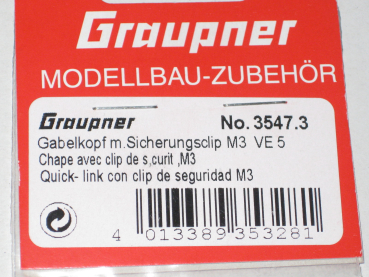 Graupner
MODELLBAU-ZUBEHÖR
Graupner No. 3547.3
Gabelkopf m.Sicherungsclip M3 VE 5
Chape avec clip de s,curit ,M3
Quick- link con clip de seguridad M3
4 013389 353281